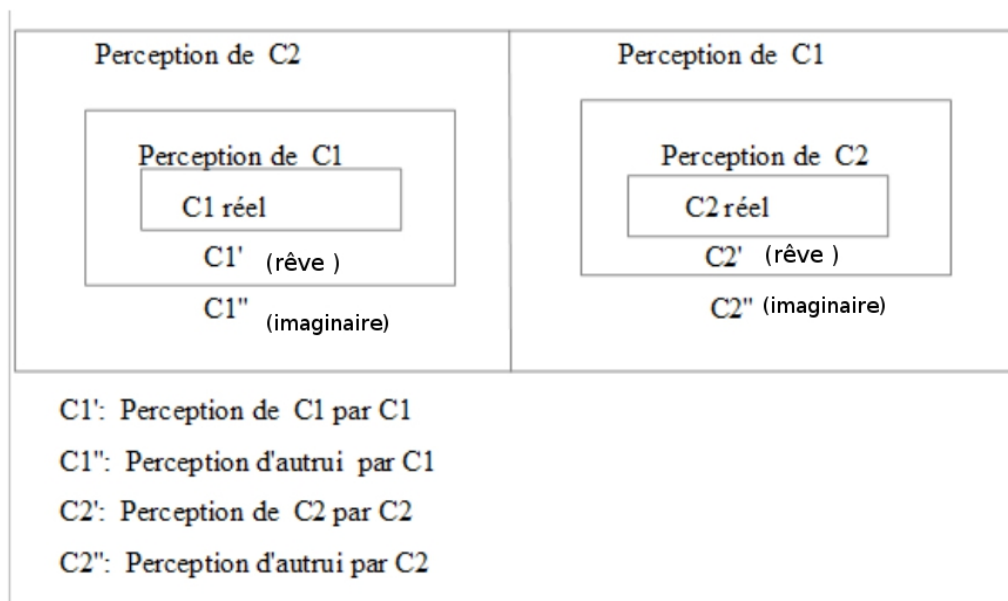 Perception de C2
Perception de C1
C1 réel
C1' (rêve )
C1" (imaginaire)
Perception de C1
Perception de C2
C2 réel
C2' (rêve )
C2" (imaginaire)
C1': Perception de C1 par C1
C1": Perception d'autrui par C1
C2': Perception de C2 par C2
C2": Perception d'autrui par C2